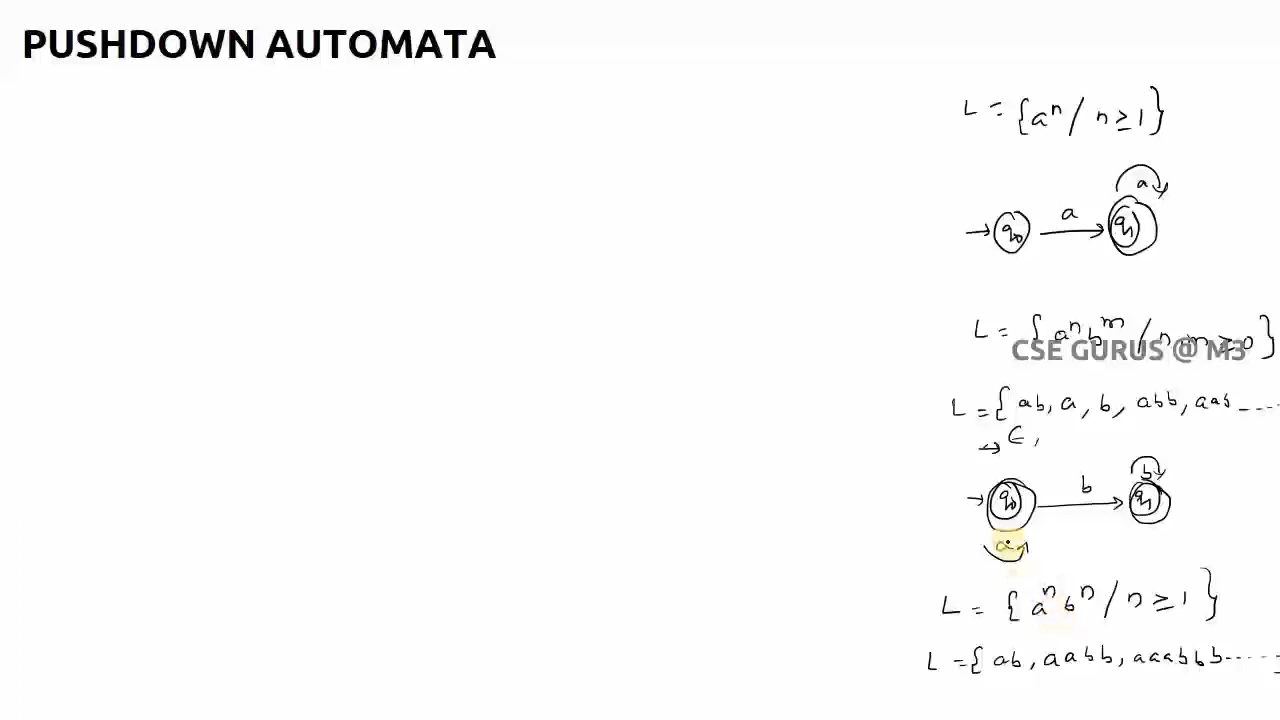 PUSHDOWN AUTOMATA
L = {aⁿ / n ≥ 1}
a
→ q₀ a q₁
L = {aⁿbᵐ / n, m ≥ 0}
CSE GURUS @ M3
L = {ab, a, b, abb, aab ----
→ ∈,
b
→ q₀ b q₁
a
L = {aⁿbⁿ / n ≥ 1}
L = {ab, aabb, aaabbb-----}